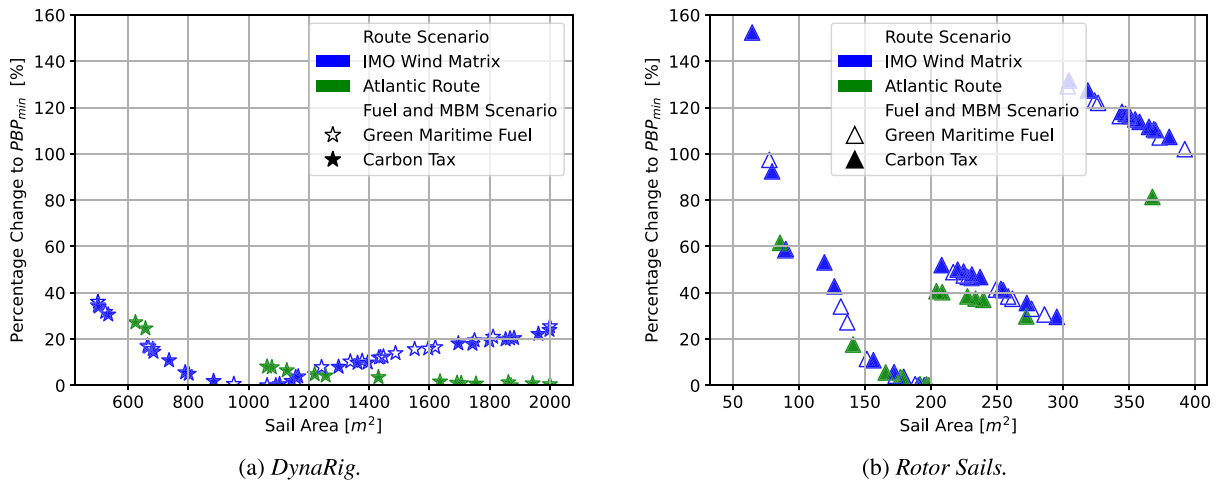 160
140
120
100
80
60
40
20
0
Percentage Change to PBP_min [%]
600 800 1000 1200 1400 1600 1800 2000
Sail Area [m²]
Route Scenario
IMO Wind Matrix
Atlantic Route
Fuel and MBM Scenario
Green Maritime Fuel
Carbon Tax
(a) DynaRig.
160
140
120
100
80
60
40
20
0
Percentage Change to PBP_min [%]
50 100 150 200 250 300 350 400
Sail Area [m²]
Route Scenario
IMO Wind Matrix
Atlantic Route
Fuel and MBM Scenario
Green Maritime Fuel
Carbon Tax
(b) Rotor Sails.